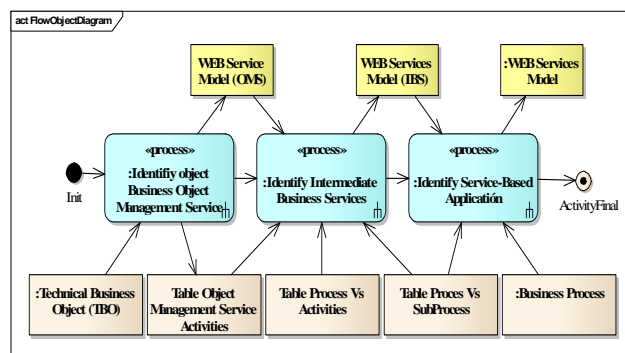 act FlowObjectDiagram
WEB Service
Model (OMS)
WEB Services
Model (IBS)
:WEB Services
Model
«process»
:Identifiy object
Business Object
Management Service
«process»
:Identify Intermediate
Business Services
«process»
:Identify Service-Based
Application
Init
ActivityFinal
:Technical Business
Object (TBO)
Table Object
Management Service
Activities
Table Process Vs
Activities
Table Proces Vs
SubProcess
:Business Process